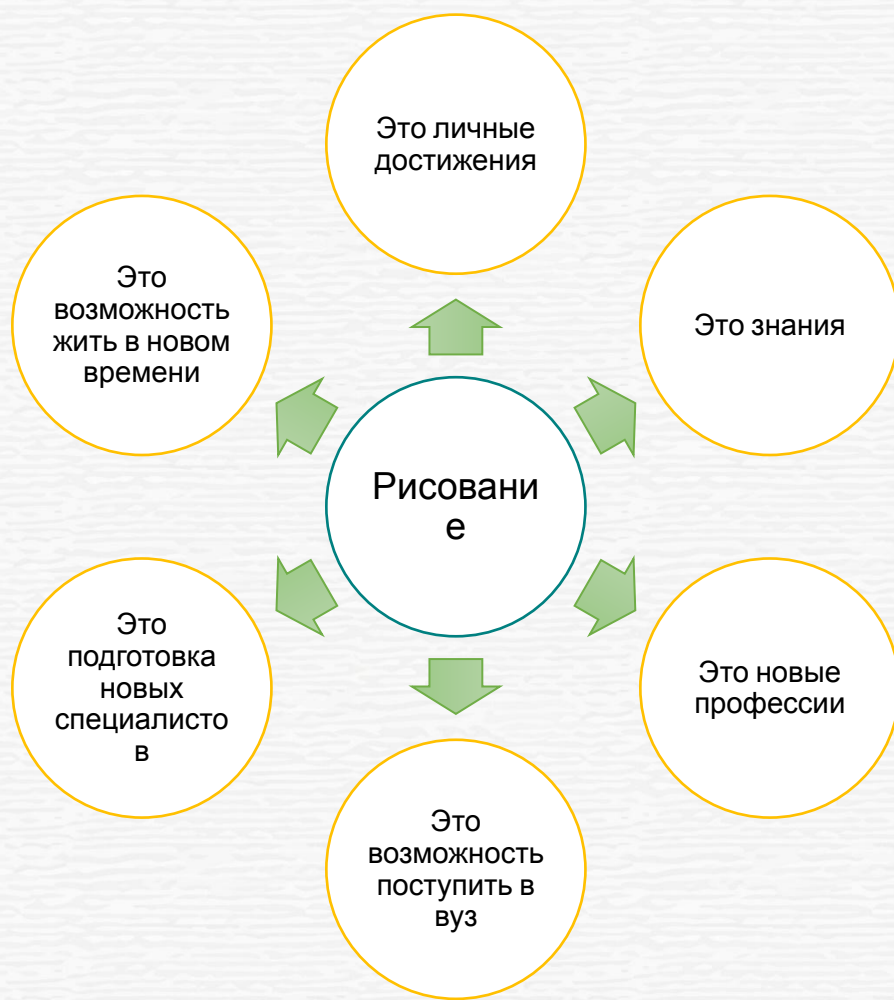 Это личные
достижения
Это
возможность
жить в новом
времени
Это знания
Рисовани
е
Это
подготовка
новых
специалисто
в
Это новые
профессии
Это
возможность
поступить в
вуз